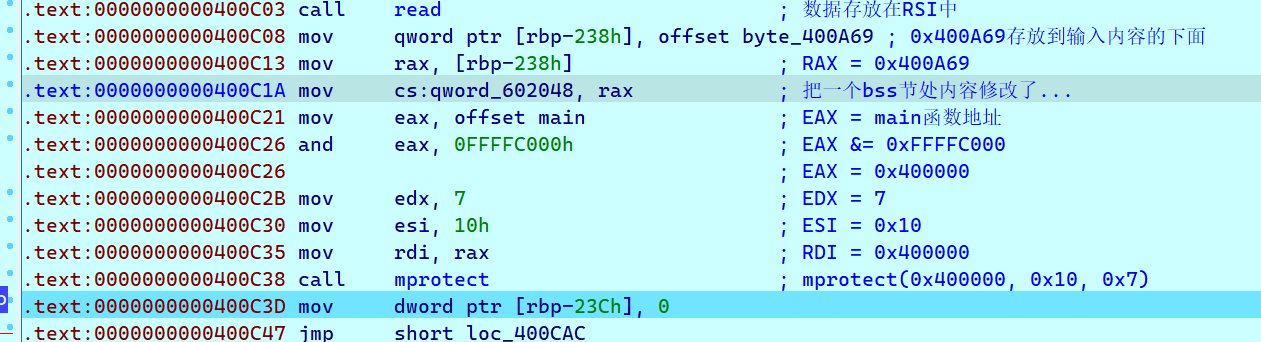 .text:0000000000400C03 call    read                            ; 数据存放在RSI中
.text:0000000000400C08 mov     qword ptr [rbp-238h], offset byte_400A69 ; 0x400A69存放到输入内容的下面
.text:0000000000400C13 mov     rax, [rbp-238h]                 ; RAX = 0x400A69
.text:0000000000400C1A mov     cs:qword_602048, rax            ; 把一个bss节处内容修改了...
.text:0000000000400C21 mov     eax, offset main                ; EAX = main函数地址
.text:0000000000400C26 and     eax, 0FFFFC000h                 ; EAX &= 0xFFFFC000
.text:0000000000400C26                                         ; EAX = 0x400000
.text:0000000000400C2B mov     edx, 7                          ; EDX = 7
.text:0000000000400C30 mov     esi, 10h                        ; ESI = 0x10
.text:0000000000400C35 mov     rdi, rax                        ; RDI = 0x400000
.text:0000000000400C38 call    mprotect                        ; mprotect(0x400000, 0x10, 0x7)
.text:0000000000400C3D mov     dword ptr [rbp-23Ch], 0
.text:0000000000400C47 jmp     short loc_400CAC